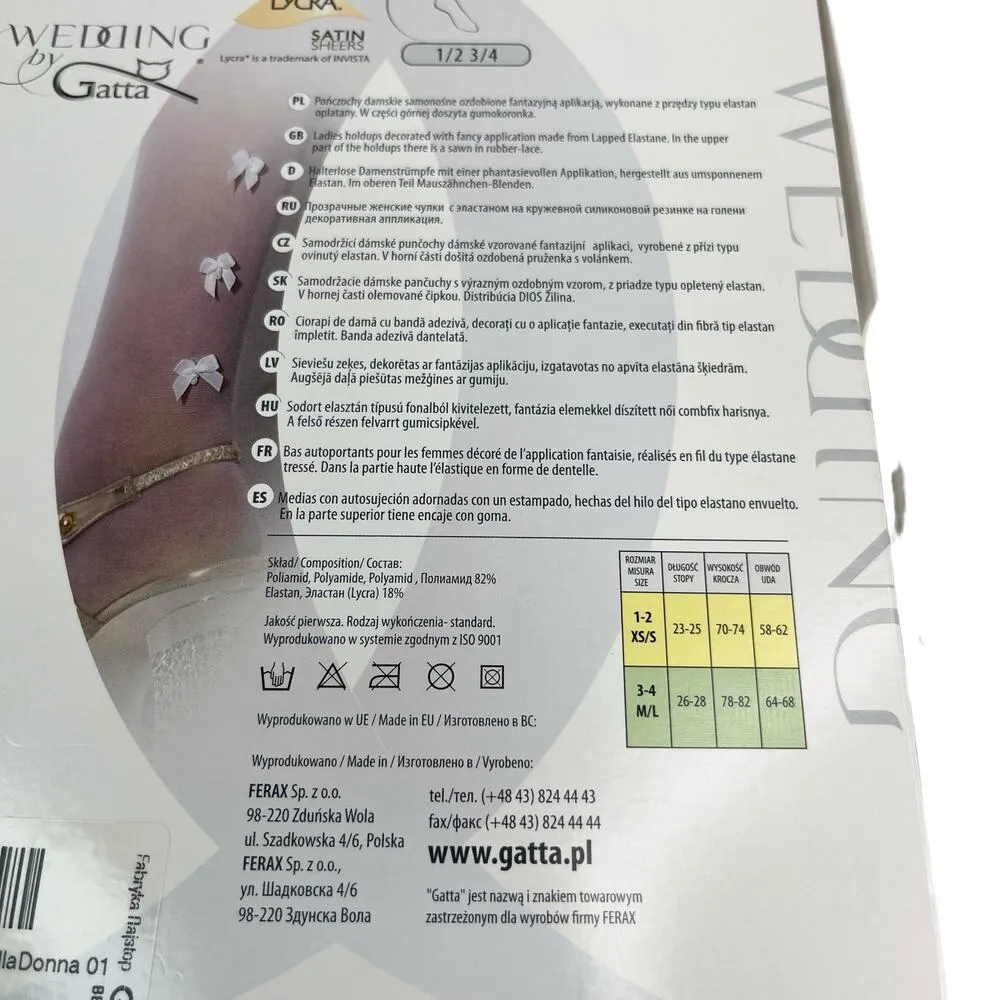 LYCRA.
WEDDING
by
Gatta
SATIN
SHEERS
Lycra® is a trademark of INVISTA
1/2 3/4
PL Pończochy damskie samonośne ozdobione fantazyjną aplikacją, wykonane z przędzy typu elastan
oplatany. W części górnej doszyta gumokoronka.
GB Ladies holdups decorated with fancy application made from Lapped Elastane. In the upper
part of the holdups there is a sawn in rubber-lace.
D Halterlose Damenstrümpfe mit einer phantasievollen Applikation, hergestellt aus umsponnenem
Elastan. Im oberen Teil Mauszähnchen-Blenden.
RU Прозрачные женские чулки с эластаном на кружевной силиконовой резинке на голени
декоративная аппликация.
CZ Samodržící dámské punčochy dámské vzorované fantazijní aplikaci, vyrobené z přízi typu
ovinutý elastan. V horní části došitá ozdobená pruženka s volánkem.
SK Samodržacie dámske pančuchy s výrazným ozdobným vzorom, z priadze typu opletený elastan.
V hornej časti olemované čipkou. Distribúcia DIOS Žilina.
RO Ciorapi de damă cu bandă adezivă, decorați cu o aplicație fantazie, executați din fibră tip elastan
împletit. Banda adezivă dantelată.
LV Sieviešu zeķes, dekorētas ar fantāzijas aplikāciju, izgatavotas no apvīta elastāna šķiedrām.
Augšējā daļā piešūtas mežģines ar gumiju.
HU Sodort elasztán típusú fonalból kivitelezett, fantázia elemekkel díszített női combfix harisnya.
A felső részen felvarrt gumicsipkével.
FR Bas autoportants pour les femmes décoré de l'application fantaisie, réalisés en fil du type élastane
tressé. Dans la partie haute l'élastique en forme de dentelle.
ES Medias con autosujeción adornadas con un estampado, hechas del hilo del tipo elastano envuelto.
En la parte superior tiene encaje con goma.
Skład/ Composition/ Состав:
Poliamid, Polyamide, Polyamid , Полиамид 82%
Elastan, Эластан (Lycra) 18%
Jakość pierwsza. Rodzaj wykończenia- standard.
Wyprodukowano w systemie zgodnym z ISO 9001
ROZMIAR MISURA SIZE DŁUGOŚĆ STOPY WYSOKOŚĆ KROCZA OBWÓD UDA
1-2 XS/S 23-25 70-74 58-62
3-4 M/L 26-28 78-82 64-68
Wyprodukowano w UE / Made in EU / Изготовлено в ВС:
Wyprodukowano / Made in / Изготовлено в / Vyrobeno:
FERAX Sp. z o.o.
98-220 Zduńska Wola
ul. Szadkowska 4/6, Polska
FERAX Sp. z o.o.,
ул. Шадковска 4/6
98-220 Здунска Вола
tel./тел. (+48 43) 824 44 43
fax/факс (+48 43) 824 44 44
www.gatta.pl
"Gatta" jest nazwą i znakiem towarowym
zastrzeżonym dla wyrobów firmy FERAX
WEDDING
Fabryka Rajstop
llaDonna 01